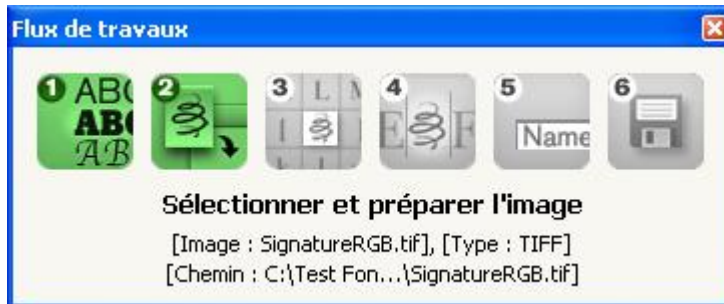 Flux de travaux
1 ABC ABC AB
2
3 L M I
4 E F
5 Name
6
Sélectionner et préparer l'image
[Image : SignatureRGB.tif], [Type : TIFF]
[Chemin : C:\Test Fon...\SignatureRGB.tif]